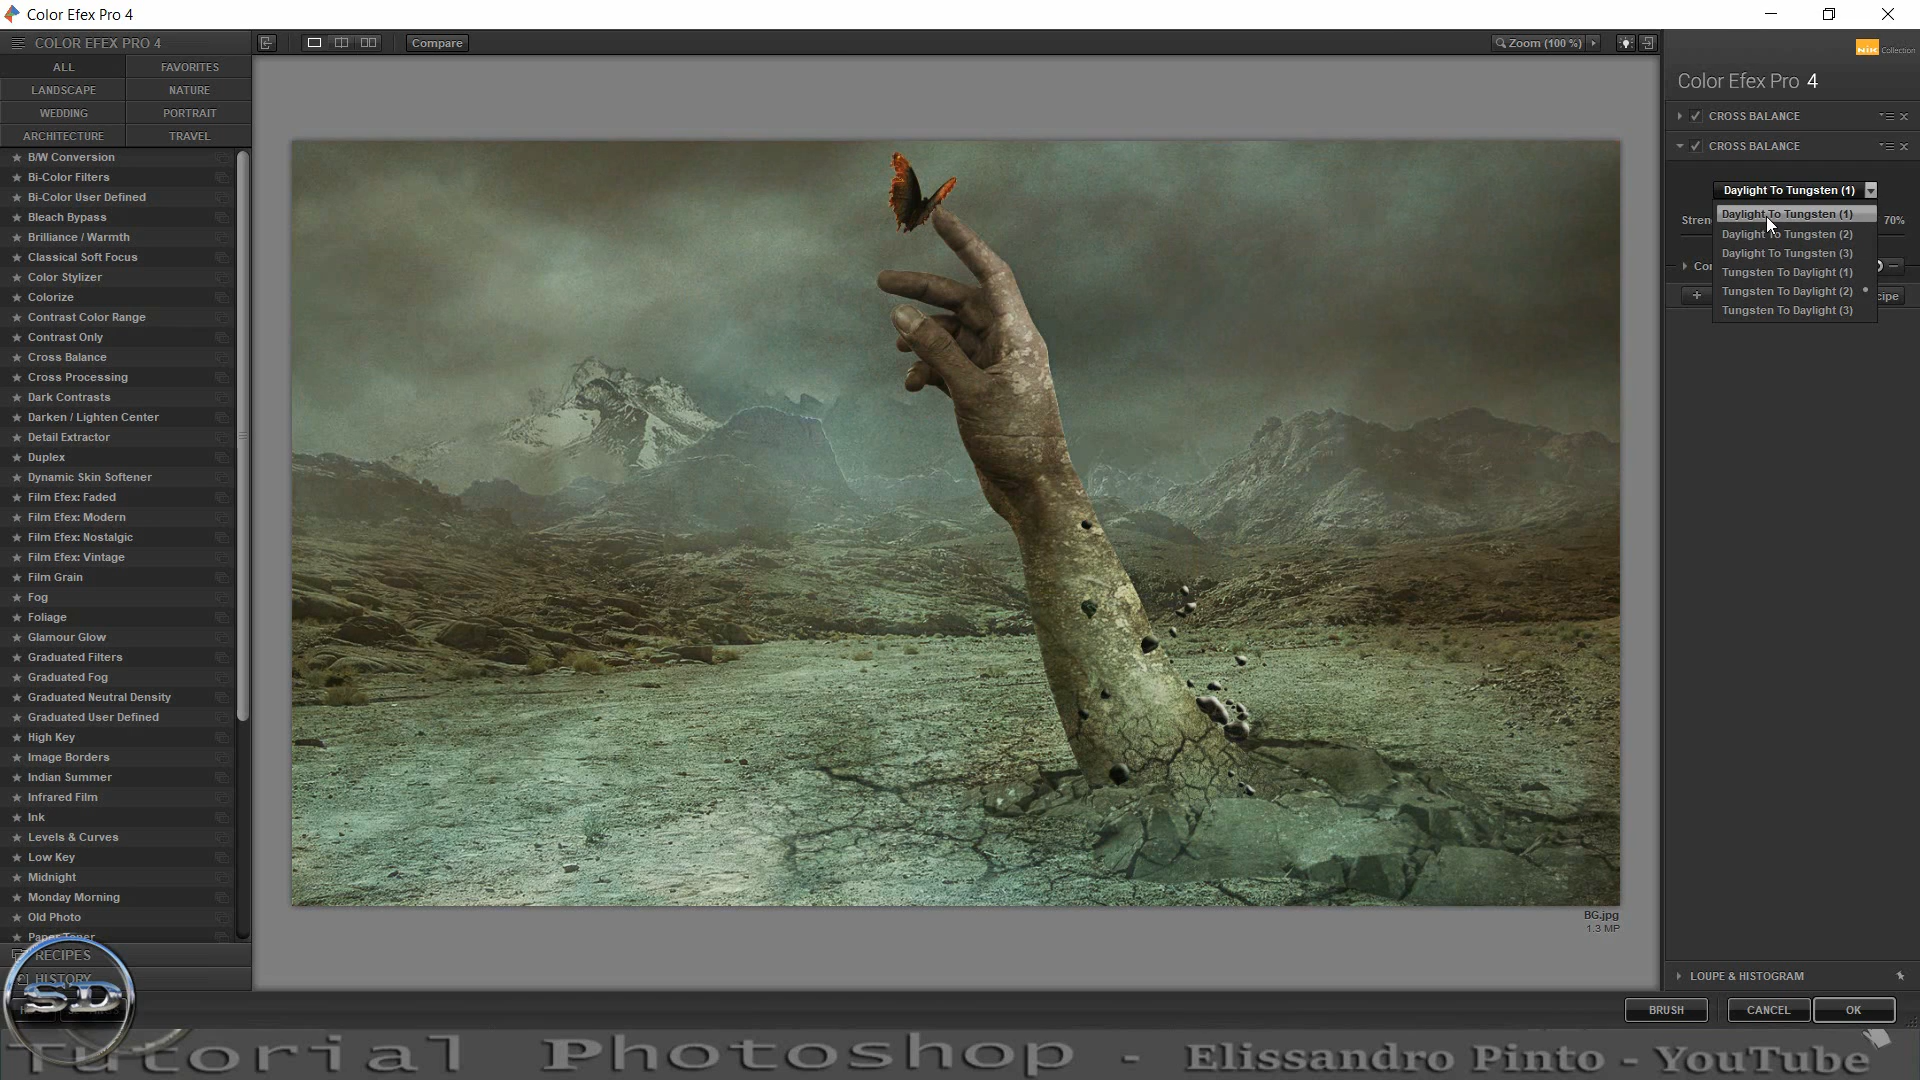 Color Efex Pro 4
COLOR EFEX PRO 4
Compare
Zoom (100 %)
ALL
FAVORITES
LANDSCAPE
NATURE
WEDDING
PORTRAIT
ARCHITECTURE
TRAVEL
B/W Conversion
Bi-Color Filters
Bi-Color User Defined
Bleach Bypass
Brilliance / Warmth
Classical Soft Focus
Color Stylizer
Colorize
Contrast Color Range
Contrast Only
Cross Balance
Cross Processing
Dark Contrasts
Darken / Lighten Center
Detail Extractor
Duplex
Dynamic Skin Softener
Film Efex: Faded
Film Efex: Modern
Film Efex: Nostalgic
Film Efex: Vintage
Film Grain
Fog
Foliage
Glamour Glow
Graduated Filters
Graduated Fog
Graduated Neutral Density
Graduated User Defined
High Key
Image Borders
Indian Summer
Infrared Film
Ink
Levels & Curves
Low Key
Midnight
Monday Morning
Old Photo
Paper Toner
RECIPES
HISTORY
SD
BG.jpg
1.3 MP
Nik Collection
Color Efex Pro 4
CROSS BALANCE
CROSS BALANCE
Daylight To Tungsten (1)
Stren 70%
Daylight To Tungsten (1)
Daylight To Tungsten (2)
Daylight To Tungsten (3)
Tungsten To Daylight (1)
Tungsten To Daylight (2)
Tungsten To Daylight (3)
Co
cipe
LOUPE & HISTOGRAM
BRUSH
CANCEL
OK
Tutorial Photoshop - Elissandro Pinto - YouTube